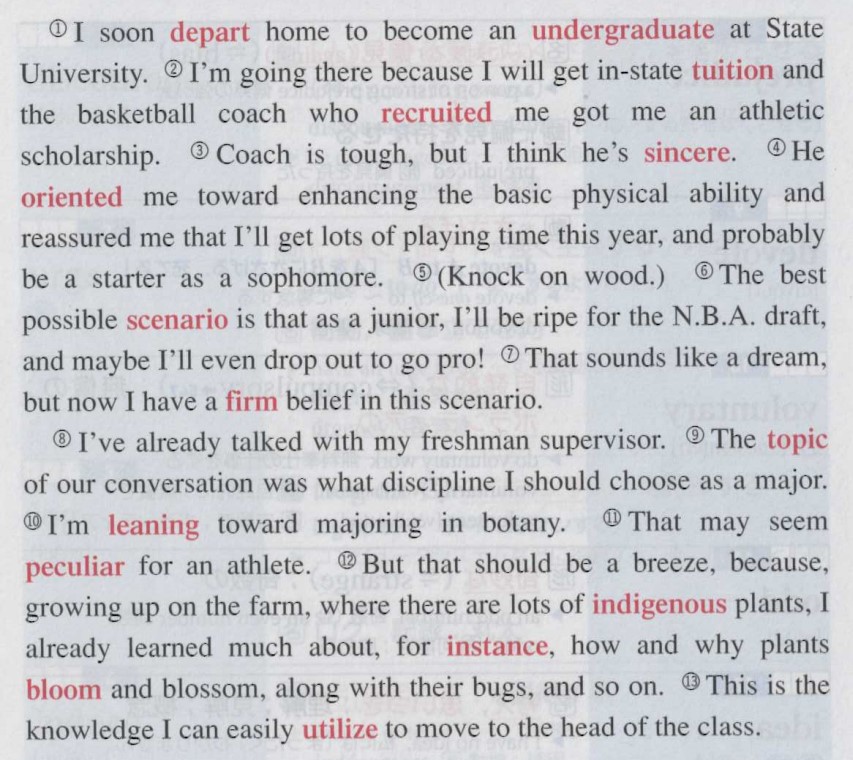 ①I soon depart home to become an undergraduate at State
University. ②I'm going there because I will get in-state tuition and
the basketball coach who recruited me got me an athletic
scholarship. ③Coach is tough, but I think he's sincere. ④He
oriented me toward enhancing the basic physical ability and
reassured me that I'll get lots of playing time this year, and probably
be a starter as a sophomore. ⑤(Knock on wood.) ⑥The best
possible scenario is that as a junior, I'll be ripe for the N.B.A. draft,
and maybe I'll even drop out to go pro! ⑦That sounds like a dream,
but now I have a firm belief in this scenario.
⑧I've already talked with my freshman supervisor. ⑨The topic
of our conversation was what discipline I should choose as a major.
⑩I'm leaning toward majoring in botany. ⑪That may seem
peculiar for an athlete. ⑫But that should be a breeze, because,
growing up on the farm, where there are lots of indigenous plants, I
already learned much about, for instance, how and why plants
bloom and blossom, along with their bugs, and so on. ⑬This is the
knowledge I can easily utilize to move to the head of the class.